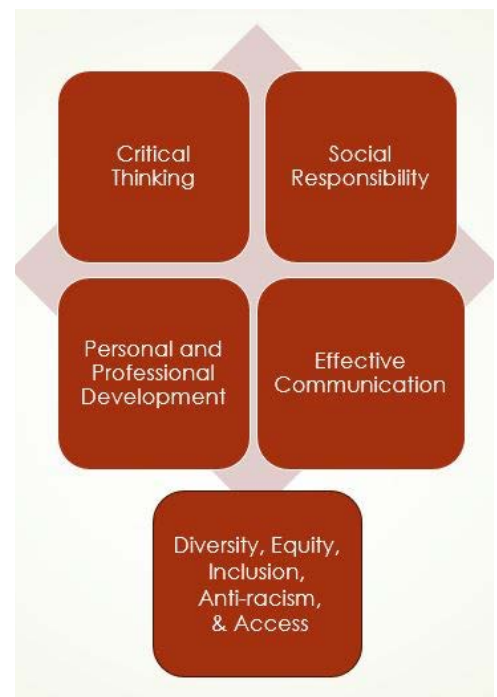 Critical
Thinking
Social
Responsibility
Personal and
Professional
Development
Effective
Communication
Diversity, Equity,
Inclusion,
Anti-racism,
& Access